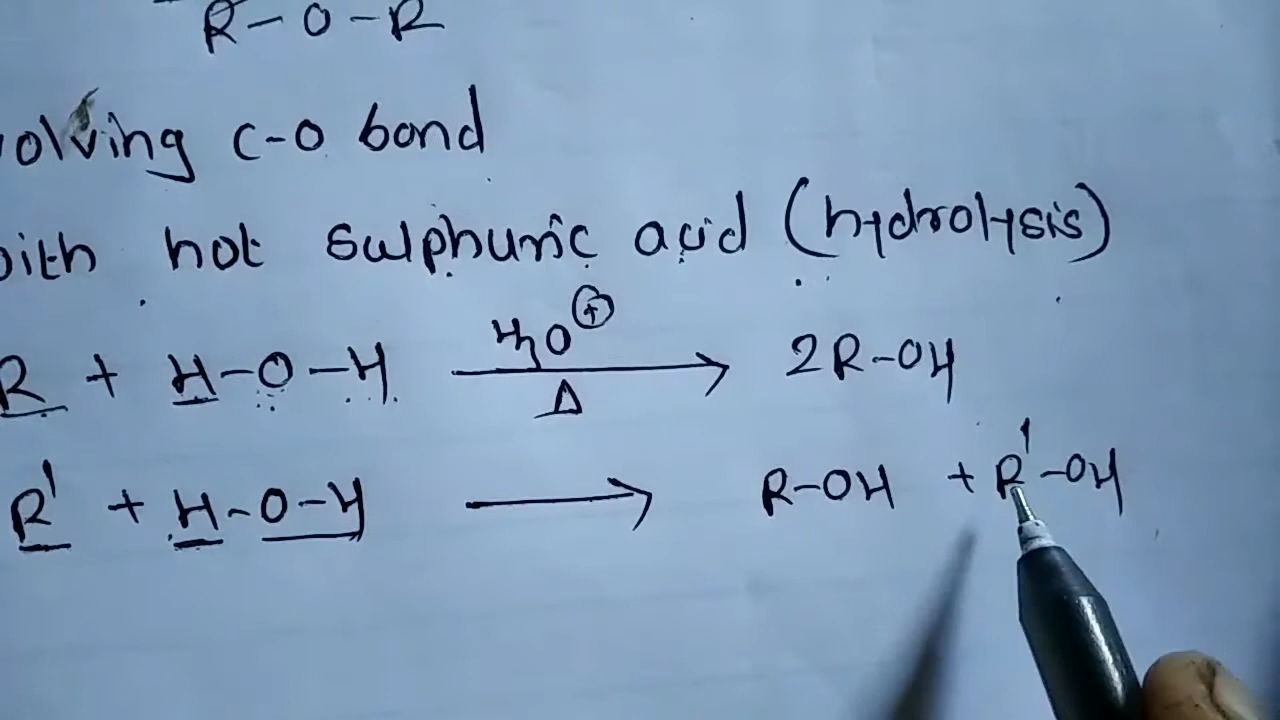 R-O-R
olving C-O bond
ith hot sulphuric acid (hydrolysis)
R + H-O-H H₃O⊕ Δ → 2R-OH
R' + H-O-H → R-OH + R'-OH